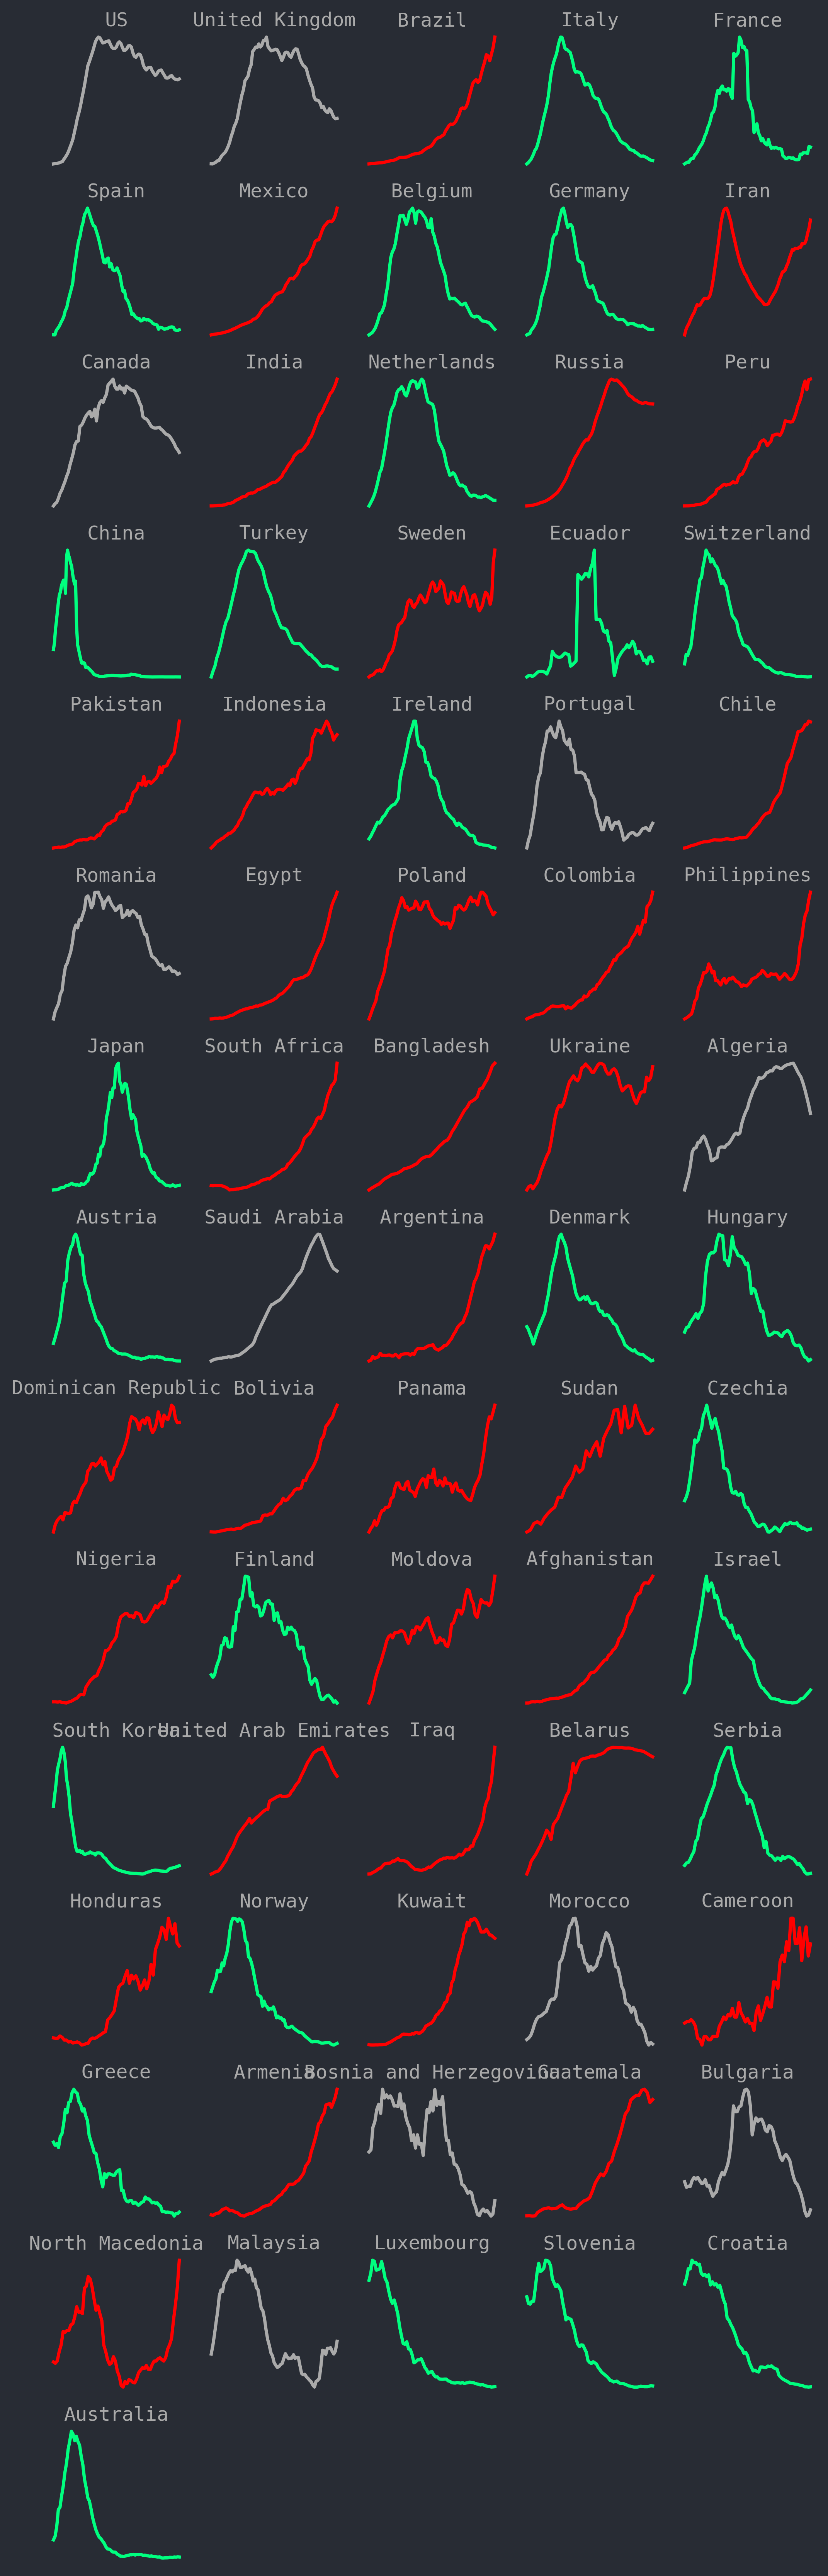 US United Kingdom Brazil Italy France
Spain Mexico Belgium Germany Iran
Canada India Netherlands Russia Peru
China Turkey Sweden Ecuador Switzerland
Pakistan Indonesia Ireland Portugal Chile
Romania Egypt Poland Colombia Philippines
Japan South Africa Bangladesh Ukraine Algeria
Austria Saudi Arabia Argentina Denmark Hungary
Dominican Republic Bolivia Panama Sudan Czechia
Nigeria Finland Moldova Afghanistan Israel
South Korea United Arab Emirates Iraq Belarus Serbia
Honduras Norway Kuwait Morocco Cameroon
Greece Armenia Bosnia and Herzegovina Guatemala Bulgaria
North Macedonia Malaysia Luxembourg Slovenia Croatia
Australia